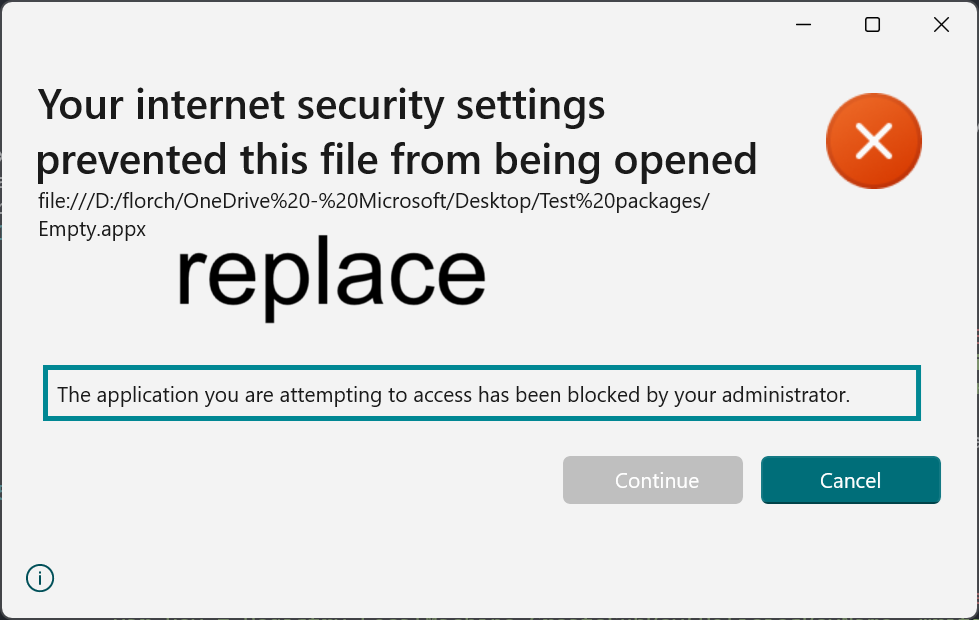 Your internet security settings
prevented this file from being opened
file:///D:/florch/OneDrive%20-%20Microsoft/Desktop/Test%20packages/
Empty.appx
replace
The application you are attempting to access has been blocked by your administrator.
Continue
Cancel